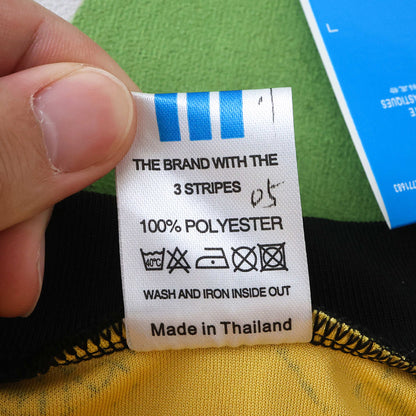 THE BRAND WITH THE
3 STRIPES 05
100% POLYESTER
40°C
WASH AND IRON INSIDE OUT
Made in Thailand
L